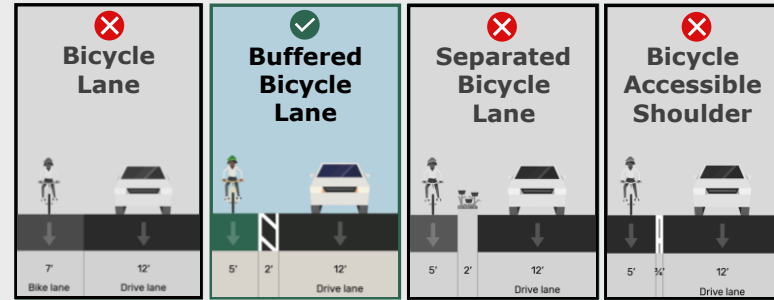 Bicycle
Lane
7'
12'
Bike lane
Drive lane
Buffered
Bicycle
Lane
5'
2'
12'
Drive lane
Separated
Bicycle
Lane
5'
2'
12'
Drive lane
Bicycle
Accessible
Shoulder
5'
¾'
12'
Drive lane